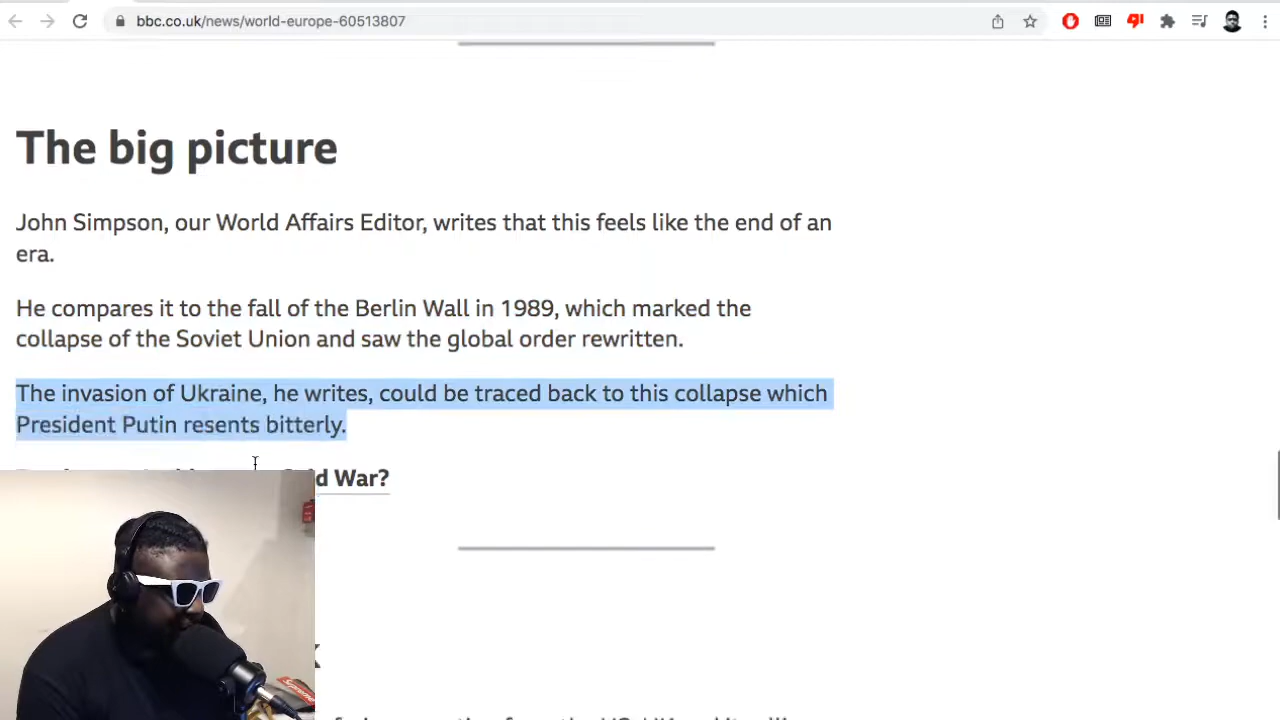 bbc.co.uk/news/world-europe-60513807
The big picture
John Simpson, our World Affairs Editor, writes that this feels like the end of an
era.
He compares it to the fall of the Berlin Wall in 1989, which marked the
collapse of the Soviet Union and saw the global order rewritten.
The invasion of Ukraine, he writes, could be traced back to this collapse which
President Putin resents bitterly.
War?
Supreme